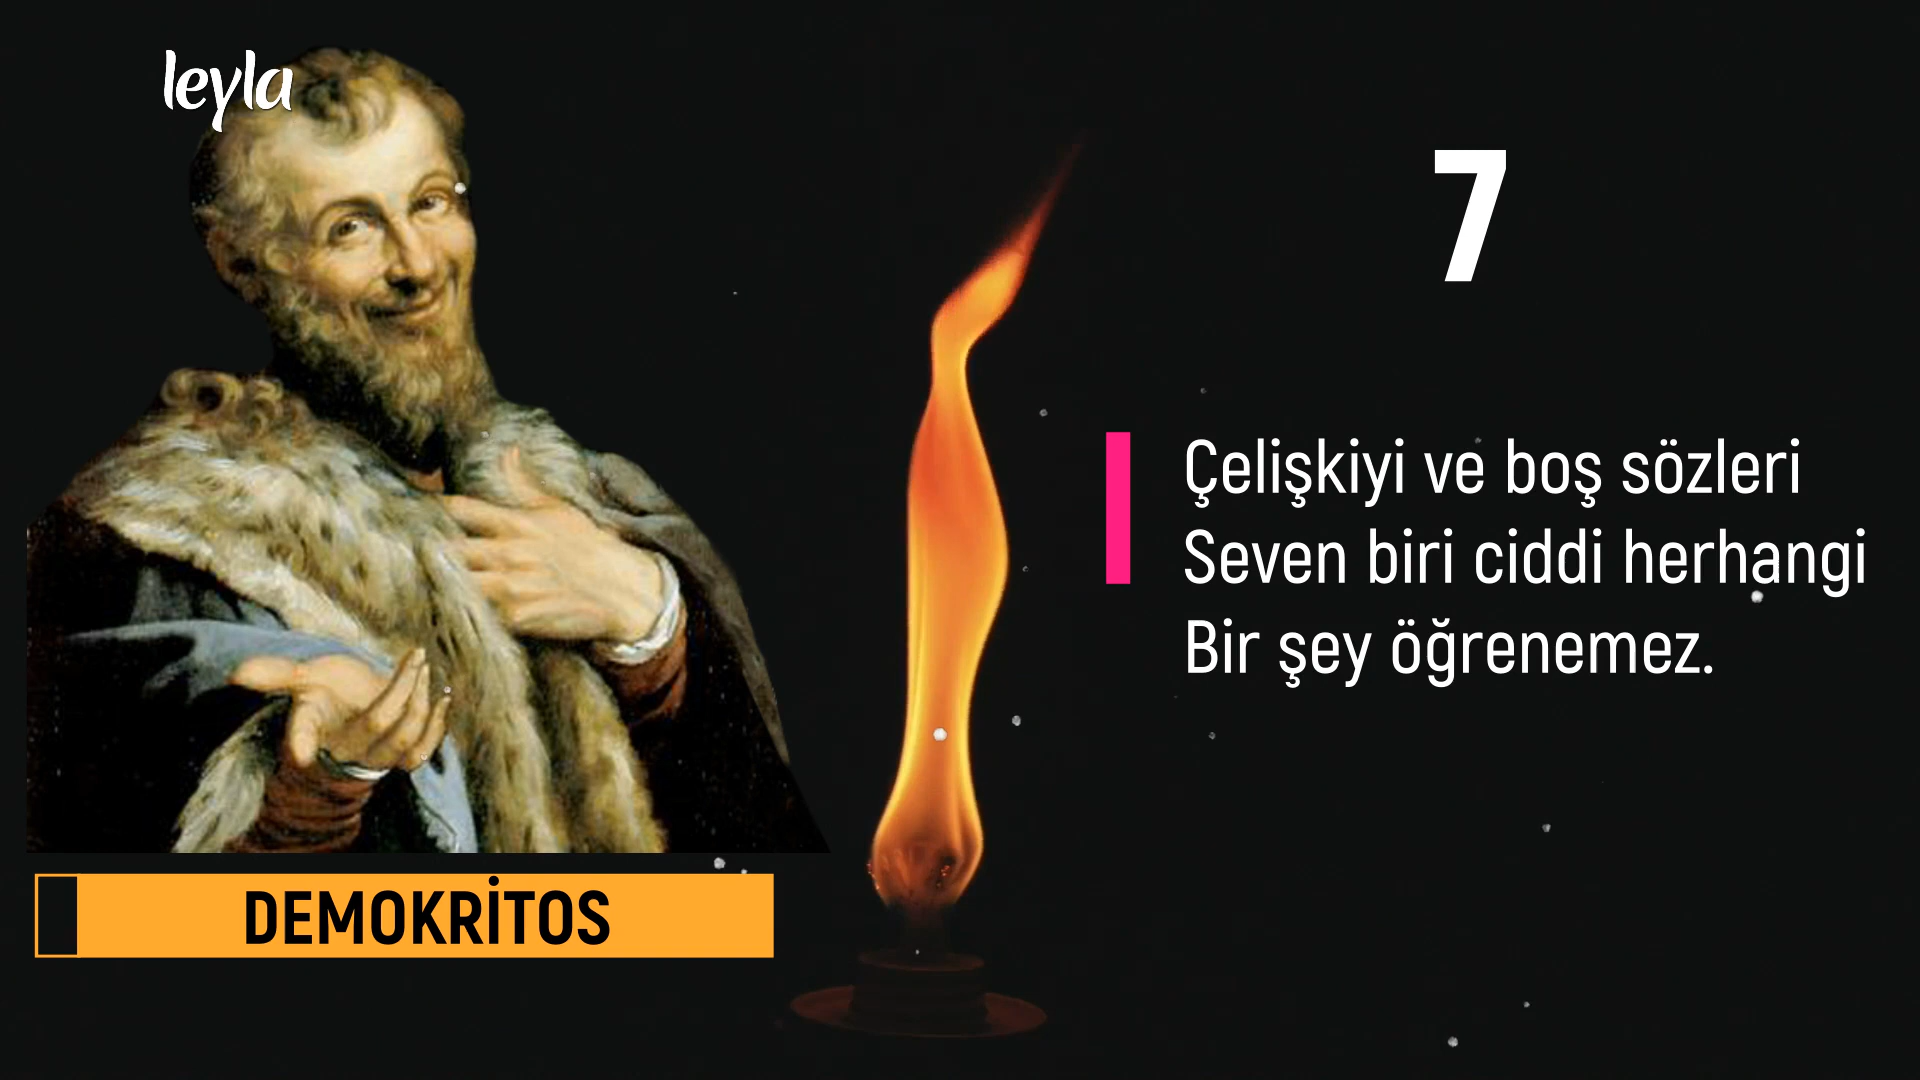 leyla
7
Çelişkiyi ve boş sözleri
Seven biri ciddi herhangi
Bir şey öğrenemez.
DEMOKRİTOS